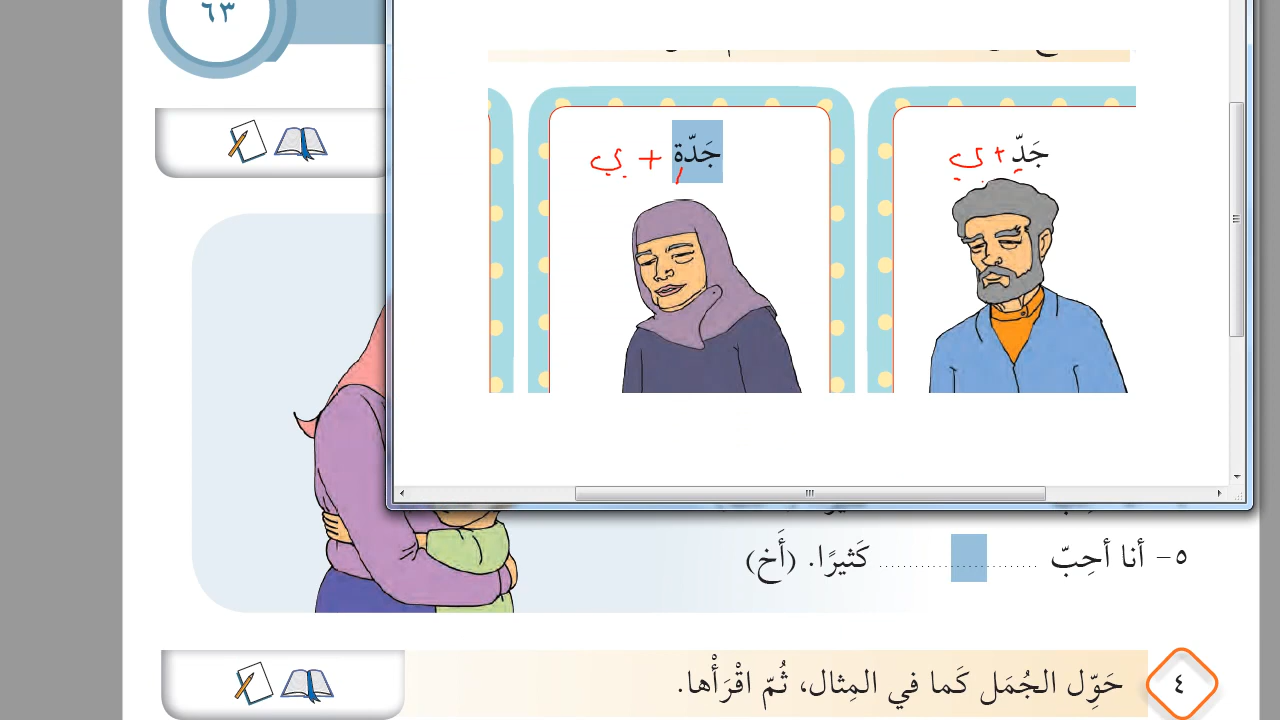 ٦٣
جَدّ + ي
جَدّة + ي
٥- أنا أحِبّ .......................... كَثيرًا. (أَخ)
٤
حَوِّل الجُمَل كَما في المِثال، ثُمّ اقْرَأْها.